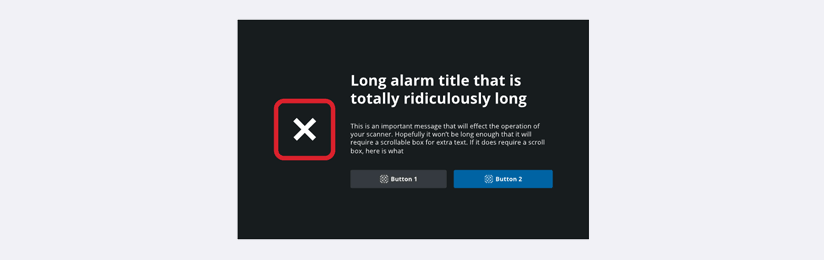 Long alarm title that is
totally ridiculously long
This is an important message that will effect the operation of
your scanner. Hopefully it won't be long enough that it will
require a scrollable box for extra text. If it does require a scroll
box, here is what
Button 1
Button 2